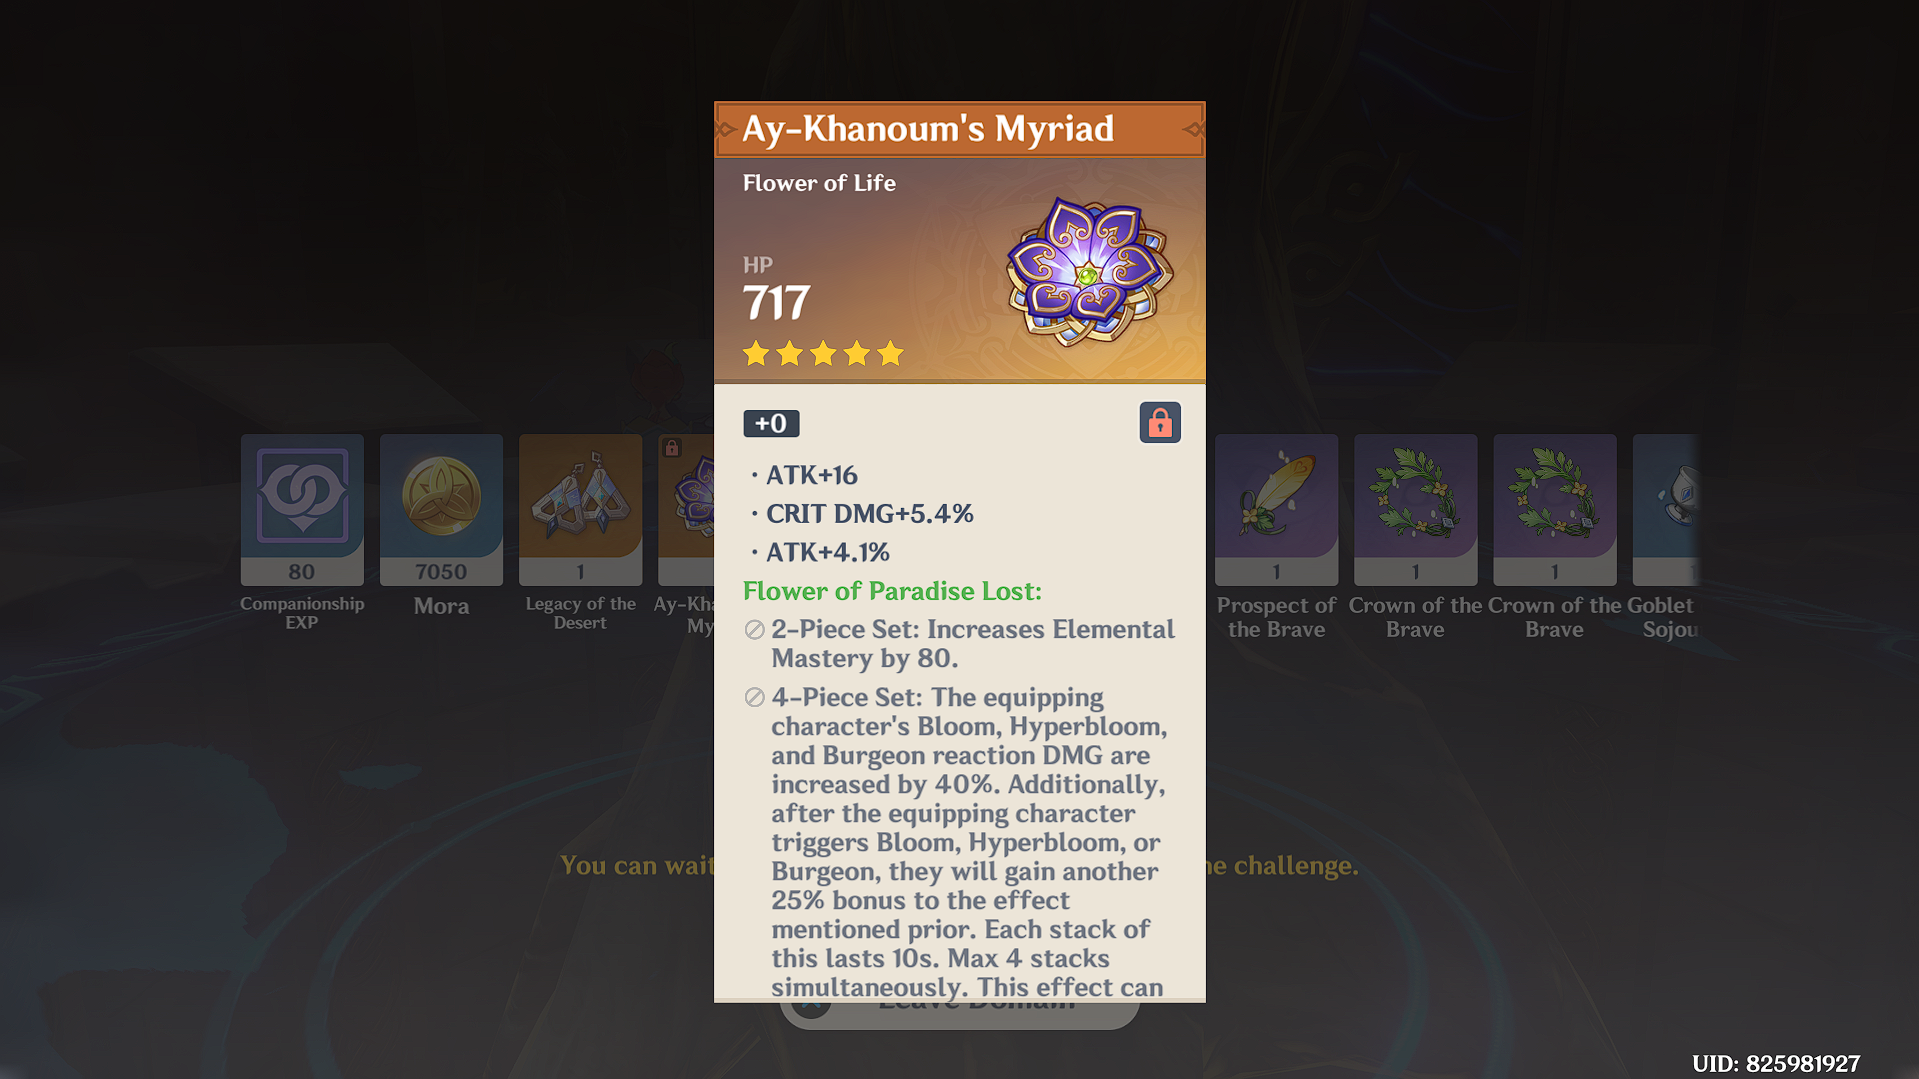 Ay-Khanoum's Myriad
Flower of Life
HP
717
+0
· ATK+16
· CRIT DMG+5.4%
· ATK+4.1%
Flower of Paradise Lost:
2-Piece Set: Increases Elemental
Mastery by 80.
4-Piece Set: The equipping
character's Bloom, Hyperbloom,
and Burgeon reaction DMG are
increased by 40%. Additionally,
after the equipping character
triggers Bloom, Hyperbloom, or
Burgeon, they will gain another
25% bonus to the effect
mentioned prior. Each stack of
this lasts 10s. Max 4 stacks
simultaneously. This effect can
80
Companionship
EXP
7050
Mora
1
Legacy of the
Desert
Ay-Kha
My
1
Prospect of
the Brave
1
Crown of the
Brave
1
Crown of the
Brave
1
Goblet
Sojou
You can wait
e challenge.
Leave Domain
UID: 825981927